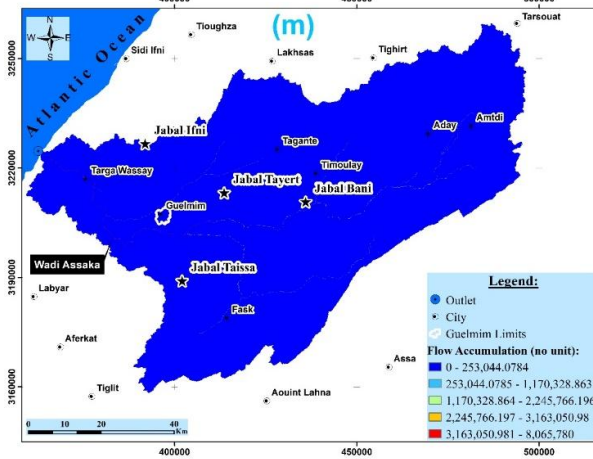 400000
450000
500000
(m)
Tarsouat
Tioughza
N
W E
S
Sidi Ifni
Lakhsas
Tighirt
3250000
Atlantic Ocean
Jabal Ifni
Aday
Amtdi
Tagante
3220000
Targa Wassay
Timoulay
Jabal Tayert
Jabal Bani
Guelmim
Wadi Assaka
3190000
Jabal Taissa
Labyar
Fask
Aferkat
Assa
3160000
Tiglit
Aouint Lahna
Legend:
Outlet
City
Guelmim Limits
Flow Accumulation (no unit):
0 - 253,044.0784
253,044.0785 - 1,170,328.863
1,170,328.864 - 2,245,766.196
2,245,766.197 - 3,163,050.98
3,163,050.981 - 8,065,780
0 10 20 40
Km
400000
450000
500000